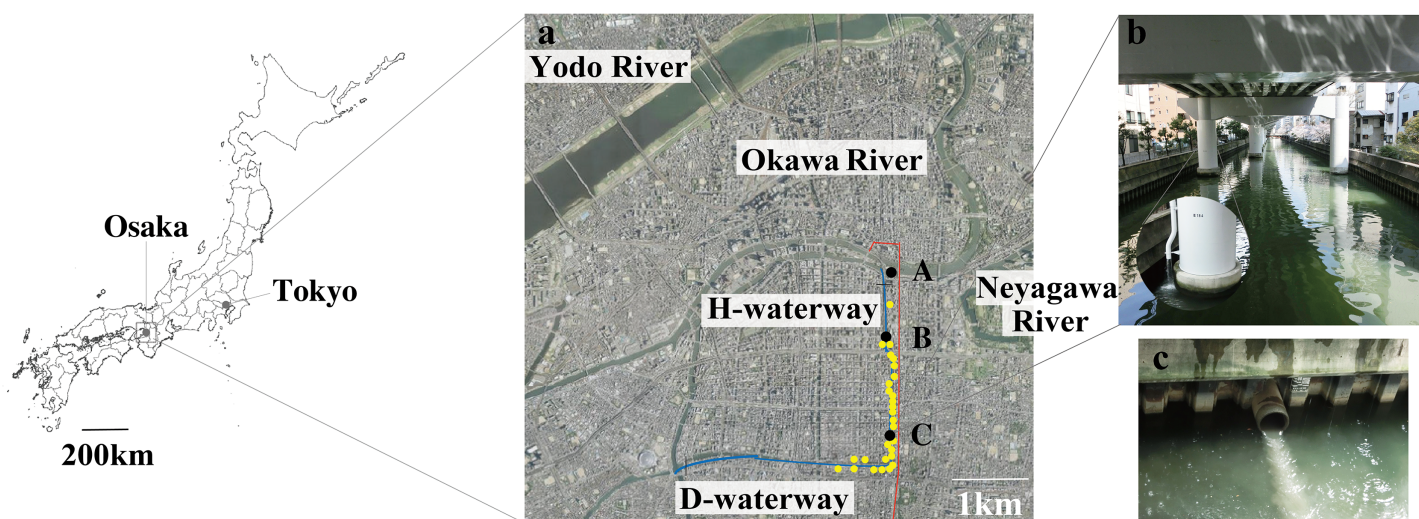 Osaka
Tokyo
200km
a
Yodo River
Okawa River
A
H-waterway
Neyagawa
River
B
C
D-waterway
1km
b
c